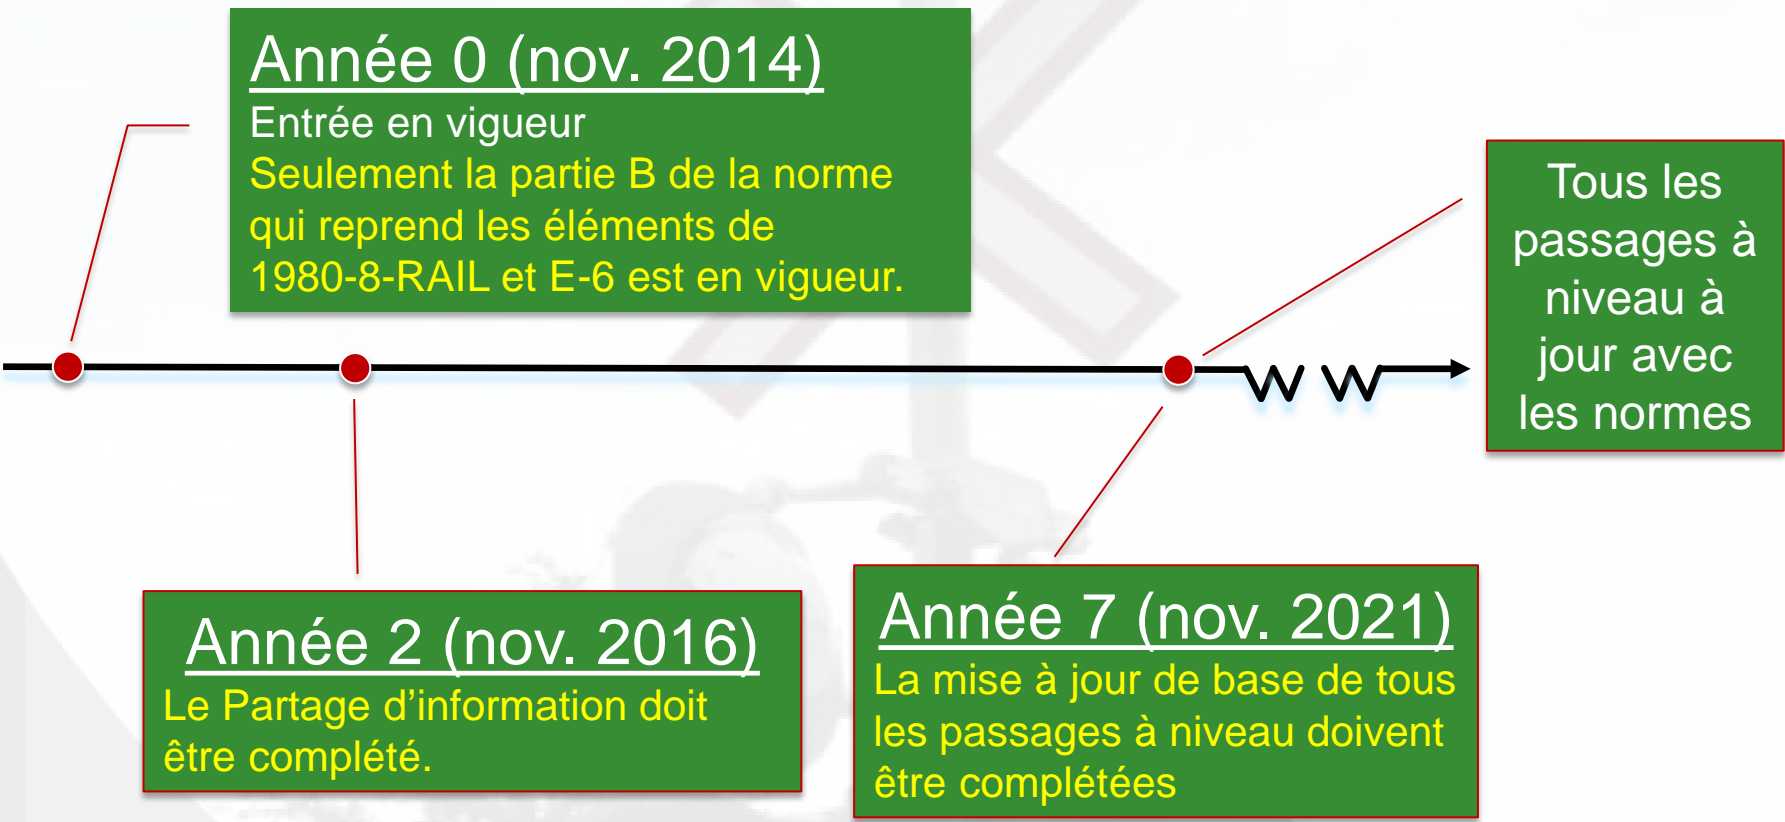 Année 0 (nov. 2014)
Entrée en vigueur
Seulement la partie B de la norme
qui reprend les éléments de
1980-8-RAIL et E-6 est en vigueur.
Tous les
passages à
niveau à
jour avec
les normes
Année 2 (nov. 2016)
Le Partage d’information doit
être complété.
Année 7 (nov. 2021)
La mise à jour de base de tous
les passages à niveau doivent
être complétées